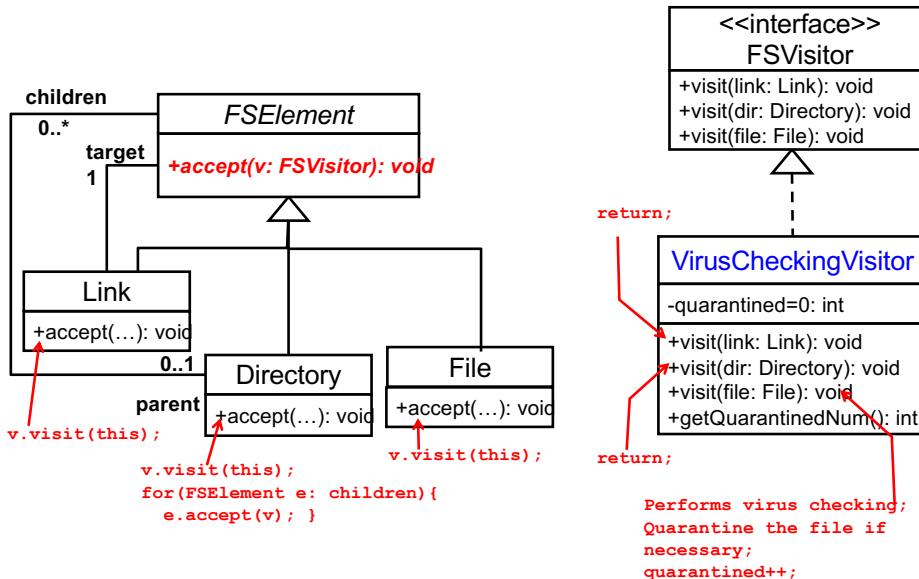 children
0..*
target
1
FSElement
+accept(v: FSVisitor): void
Link
+accept(…): void
0..1
parent
Directory
+accept(…): void
File
+accept(…): void
v.visit(this);
v.visit(this);
for(FSElement e: children){
e.accept(v); }
v.visit(this);
<<interface>>
FSVisitor
+visit(link: Link): void
+visit(dir: Directory): void
+visit(file: File): void
return;
VirusCheckingVisitor
-quarantined=0: int
+visit(link: Link): void
+visit(dir: Directory): void
+visit(file: File): void
+getQuarantinedNum(): int
return;
Performs virus checking;
Quarantine the file if
necessary;
quarantined++;